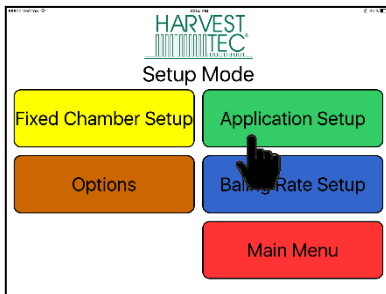 HARVEST
TEC
Setup Mode
Fixed Chamber Setup
Application Setup
Options
Baling Rate Setup
Main Menu